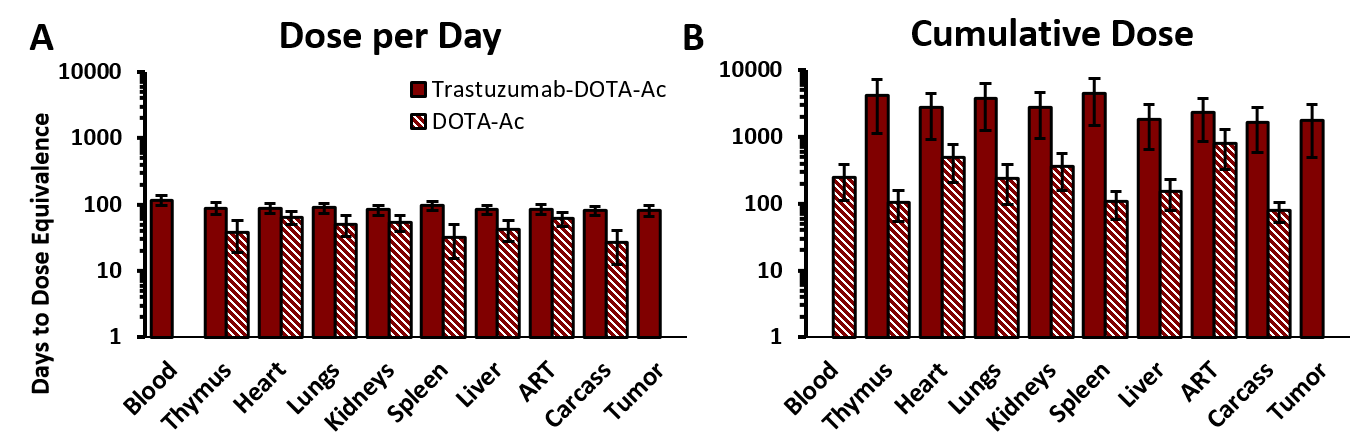 A
Dose per Day
Days to Dose Equivalence
10000
1000
100
10
1
Trastuzumab-DOTA-Ac
DOTA-Ac
Blood
Thymus
Heart
Lungs
Kidneys
Spleen
Liver
ART
Carcass
Tumor
B
Cumulative Dose
10000
1000
100
10
1
Blood
Thymus
Heart
Lungs
Kidneys
Spleen
Liver
ART
Carcass
Tumor